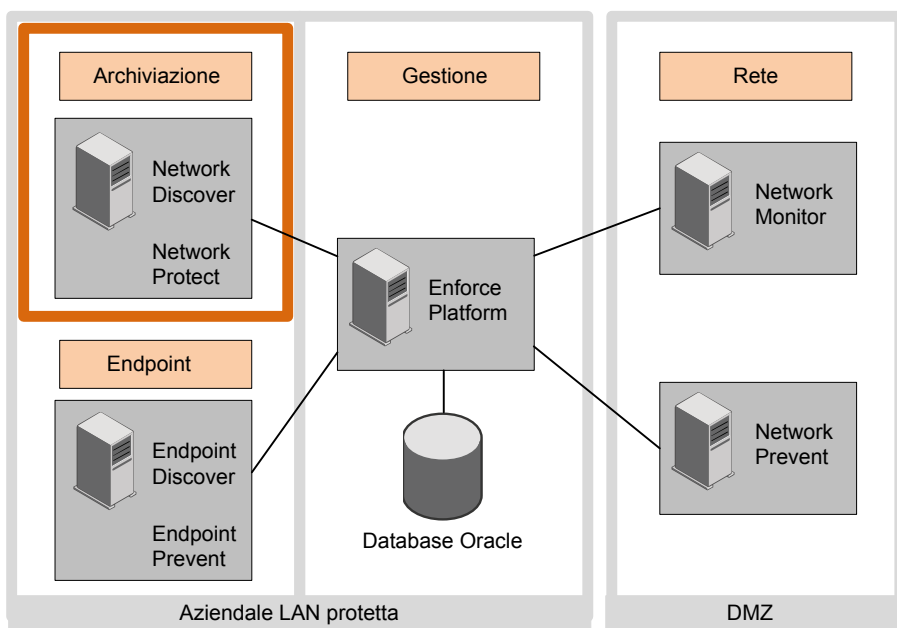 Archiviazione
Network
Discover
Network
Protect
Endpoint
Endpoint
Discover
Endpoint
Prevent
Gestione
Enforce
Platform
Database Oracle
Aziendale LAN protetta
Rete
Network
Monitor
Network
Prevent
DMZ